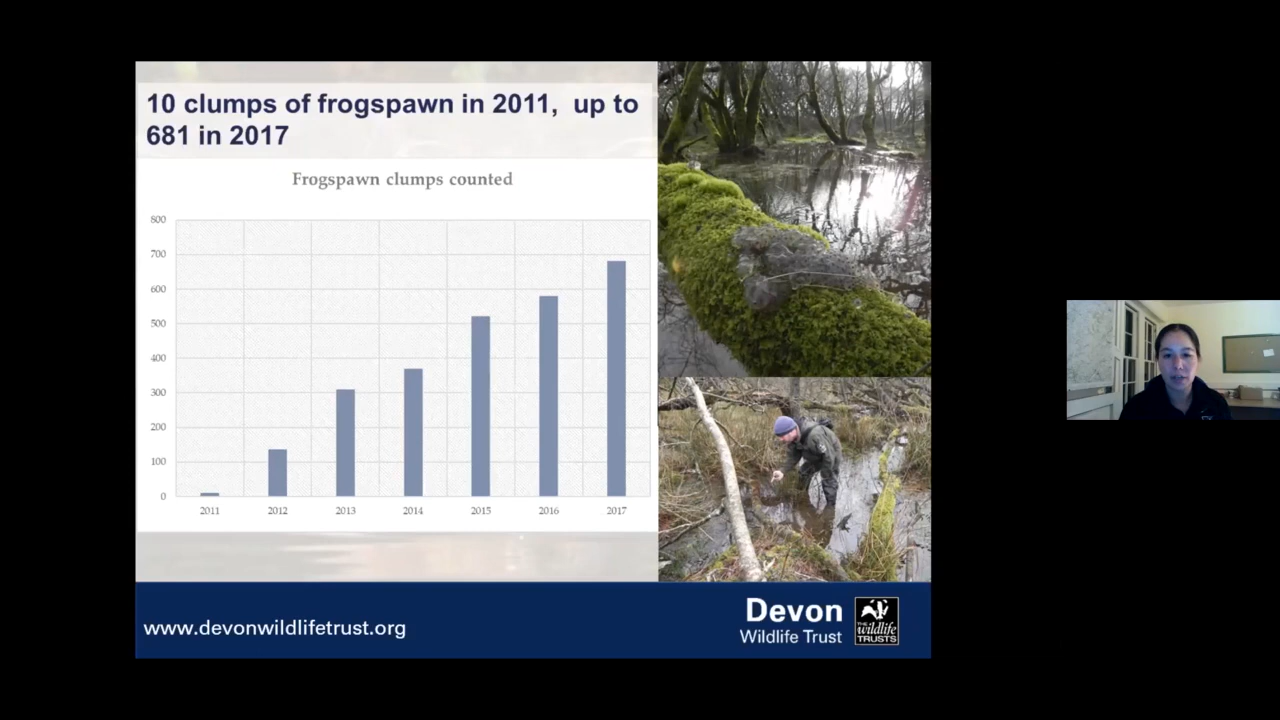 10 clumps of frogspawn in 2011,  up to
681 in 2017
Frogspawn clumps counted
800
700
600
500
400
300
200
100
0
2011 2012 2013 2014 2015 2016 2017
www.devonwildlifetrust.org
Devon
Wildlife Trust
THE
wildlife
TRUSTS